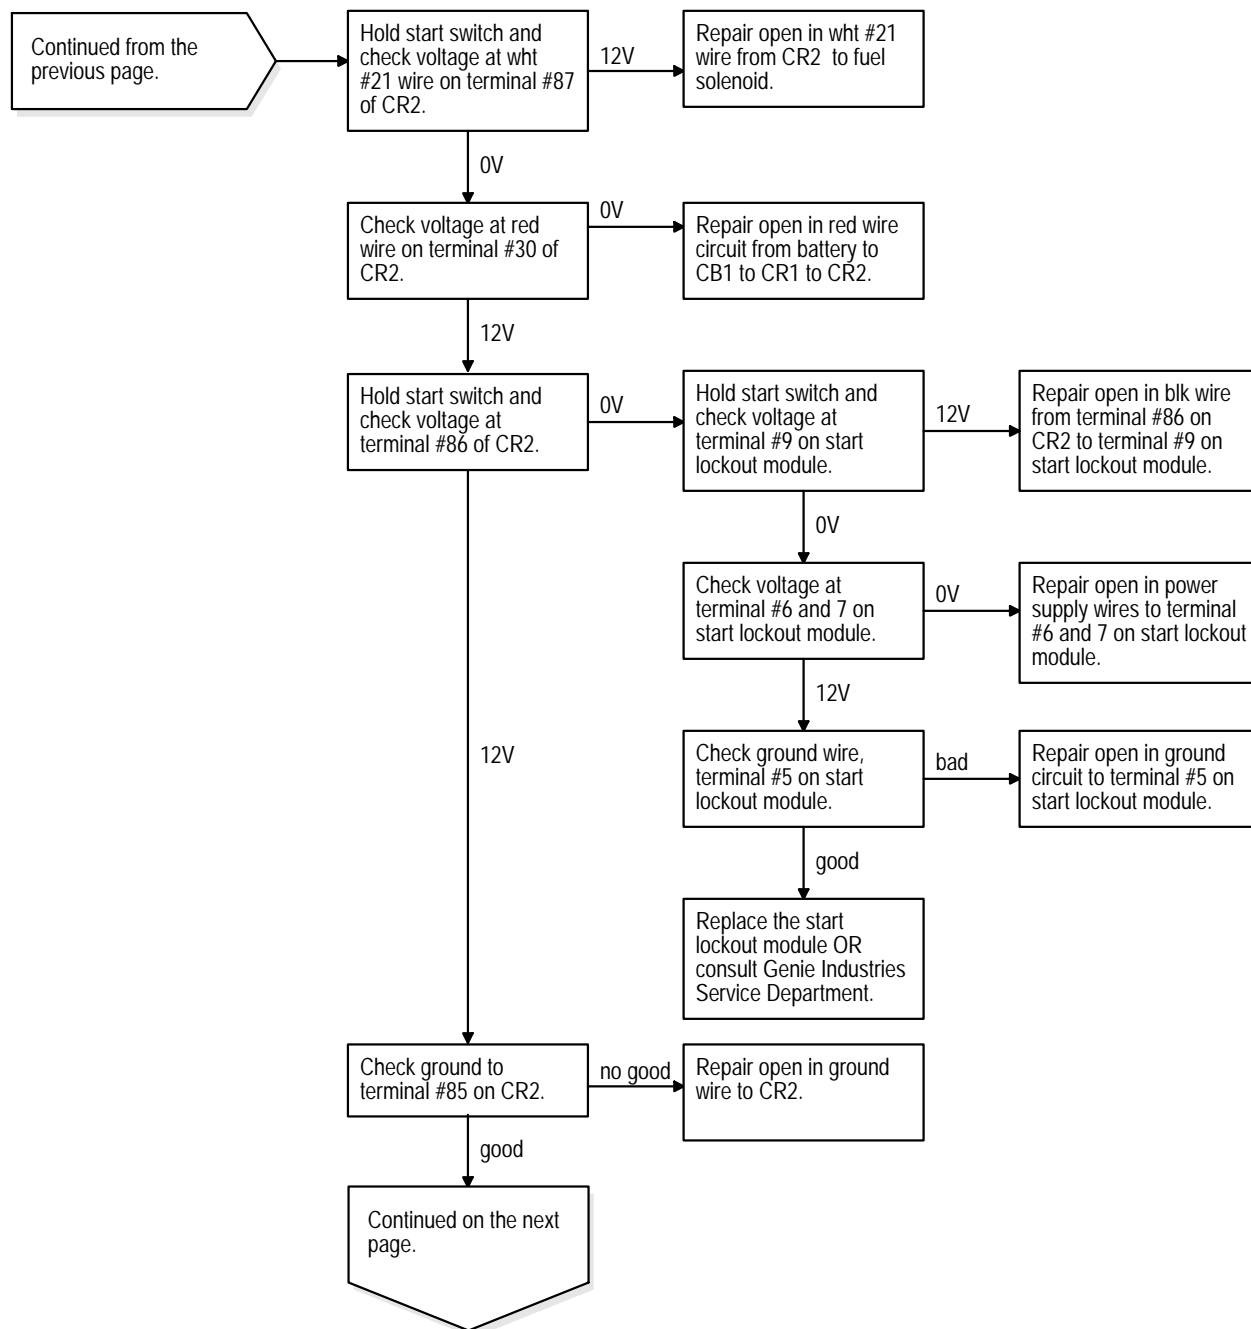 Continued from the
previous page.
Hold start switch and
check voltage at wht
#21 wire on terminal #87
of CR2.
12V
Repair open in wht #21
wire from CR2 to fuel
solenoid.
0V
Check voltage at red
wire on terminal #30 of
CR2.
0V
Repair open in red wire
circuit from battery to
CB1 to CR1 to CR2.
12V
Hold start switch and
check voltage at
terminal #86 of CR2.
0V
Hold start switch and
check voltage at
terminal #9 on start
lockout module.
12V
Repair open in blk wire
from terminal #86 on
CR2 to terminal #9 on
start lockout module.
0V
Check voltage at
terminal #6 and 7 on
start lockout module.
0V
Repair open in power
supply wires to terminal
#6 and 7 on start lockout
module.
12V
12V
Check ground wire,
terminal #5 on start
lockout module.
bad
Repair open in ground
circuit to terminal #5 on
start lockout module.
good
Replace the start
lockout module OR
consult Genie Industries
Service Department.
Check ground to
terminal #85 on CR2.
no good
Repair open in ground
wire to CR2.
good
Continued on the next
page.